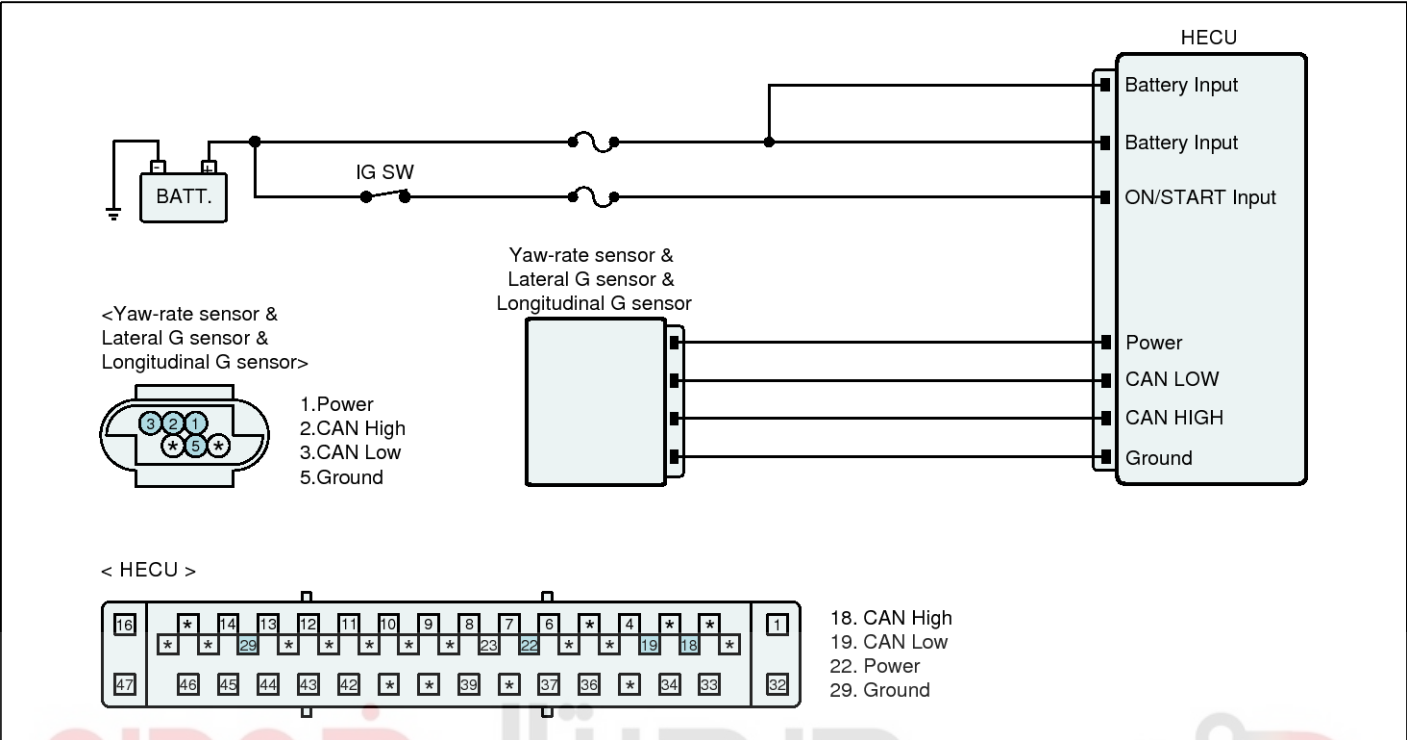 HECU
Battery Input
Battery Input
IG SW
BATT.
-
+
ON/START Input
Yaw-rate sensor &
Lateral G sensor &
Longitudinal G sensor
<Yaw-rate sensor &
Lateral G sensor &
Longitudinal G sensor>
Power
CAN LOW
CAN HIGH
Ground
3 2 1
* 5 *
1.Power
2.CAN High
3.CAN Low
5.Ground
< HECU >
16 * 14 13 12 11 10 9 8 7 6 * 4 * * 1
* * 29 * * * * * 23 22 * * 19 18 *
47 46 45 44 43 42 * * 39 * 37 36 * 34 33 32
18. CAN High
19. CAN Low
22. Power
29. Ground